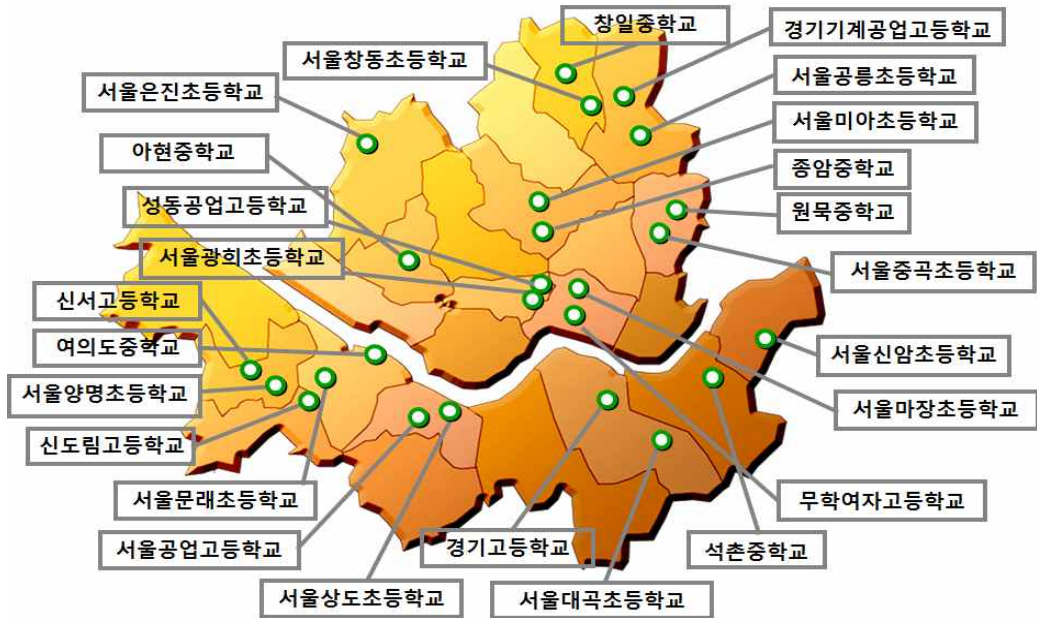 창일중학교
경기기계공업고등학교
서울창동초등학교
서울공릉초등학교
서울은진초등학교
서울미아초등학교
아현중학교
종암중학교
성동공업고등학교
원묵중학교
서울광희초등학교
서울중곡초등학교
신서고등학교
여의도중학교
서울신암초등학교
서울양명초등학교
서울마장초등학교
신도림고등학교
서울문래초등학교
무학여자고등학교
서울공업고등학교
경기고등학교
석촌중학교
서울상도초등학교
서울대곡초등학교